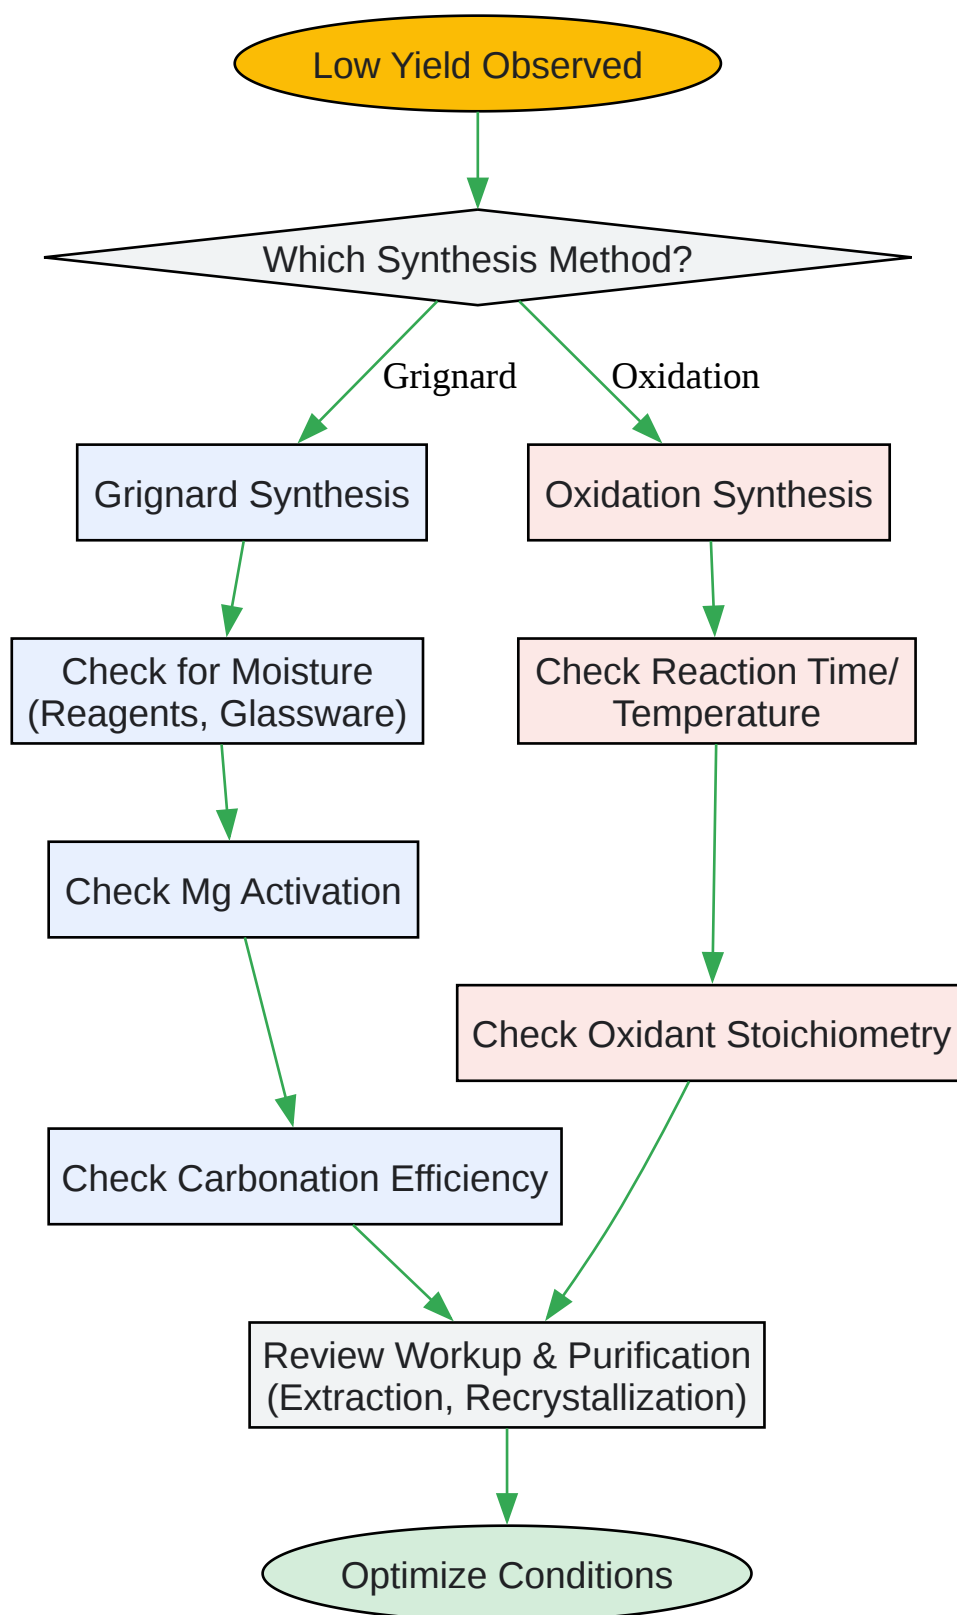 Low Yield Observed
Which Synthesis Method?
Grignard
Oxidation
Grignard Synthesis
Oxidation Synthesis
Check for Moisture
(Reagents, Glassware)
Check Reaction Time/
Temperature
Check Mg Activation
Check Oxidant Stoichiometry
Check Carbonation Efficiency
Review Workup & Purification
(Extraction, Recrystallization)
Optimize Conditions